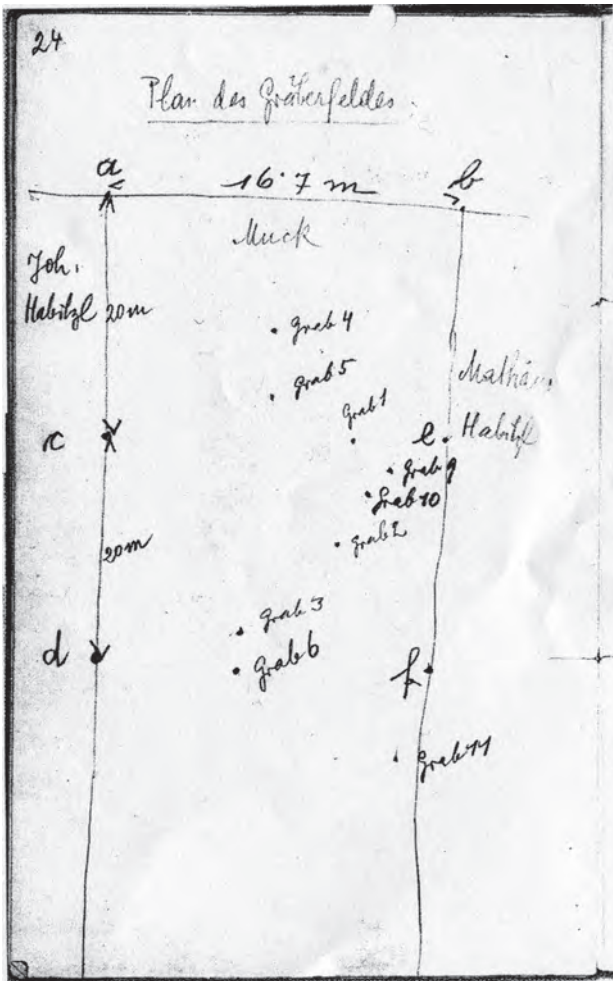 24
Plan des Gräberfeldes.
a 16.7 m b
Muck
Joh.
Habitzl 20m
Grab 4
Grab 5
Mathäus
Grab 1
Habitzl
c e
Grab 9
Grab 10
20m
Grab 2
Grab 3
d Grab 6 f
Grab 11